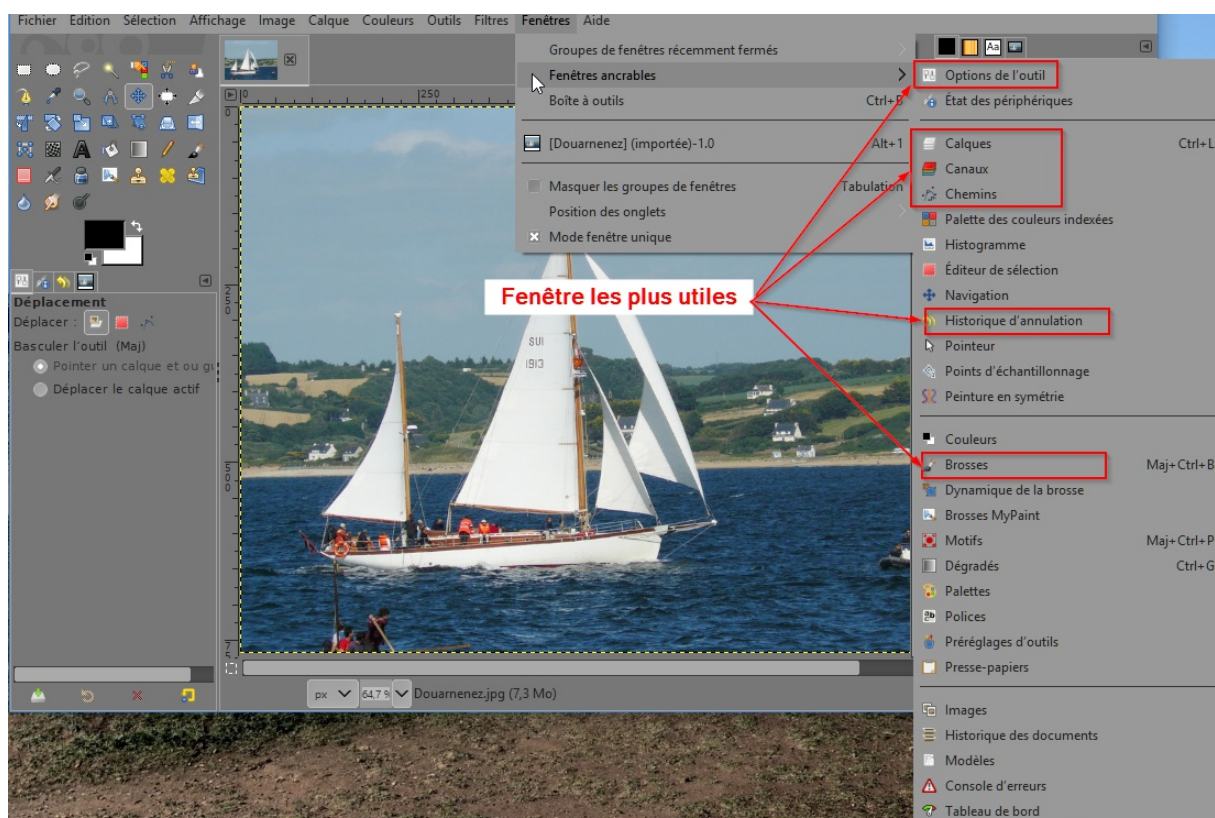 Fichier Edition Sélection Affichage Image Calque Couleurs Outils Filtres Fenêtres Aide
Groupes de fenêtres récemment fermés
Fenêtres ancrables
Boîte à outils Ctrl+B
[Douarnenez] (importée)-1.0 Alt+1
Masquer les groupes de fenêtres Tabulation
Position des onglets
Mode fenêtre unique
Aa
Options de l'outil
État des périphériques
Calques Ctrl+L
Canaux
Chemins
Palette des couleurs indexées
Histogramme
Éditeur de sélection
Navigation
Historique d'annulation
Pointeur
Points d'échantillonnage
Peinture en symétrie
Couleurs
Brosses Maj+Ctrl+B
Dynamique de la brosse
Brosses MyPaint
Motifs Maj+Ctrl+P
Dégradés Ctrl+G
Palettes
Polices
Préréglages d'outils
Presse-papiers
Images
Historique des documents
Modèles
Console d'erreurs
Tableau de bord
Fenêtre les plus utiles
0 250
0
250
500
75
Déplacement
Déplacer :
Basculer l'outil (Maj)
Pointer un calque et ou gu
Déplacer le calque actif
SUI
1913
px 64,7 % Douarnenez.jpg (7,3 Mo)